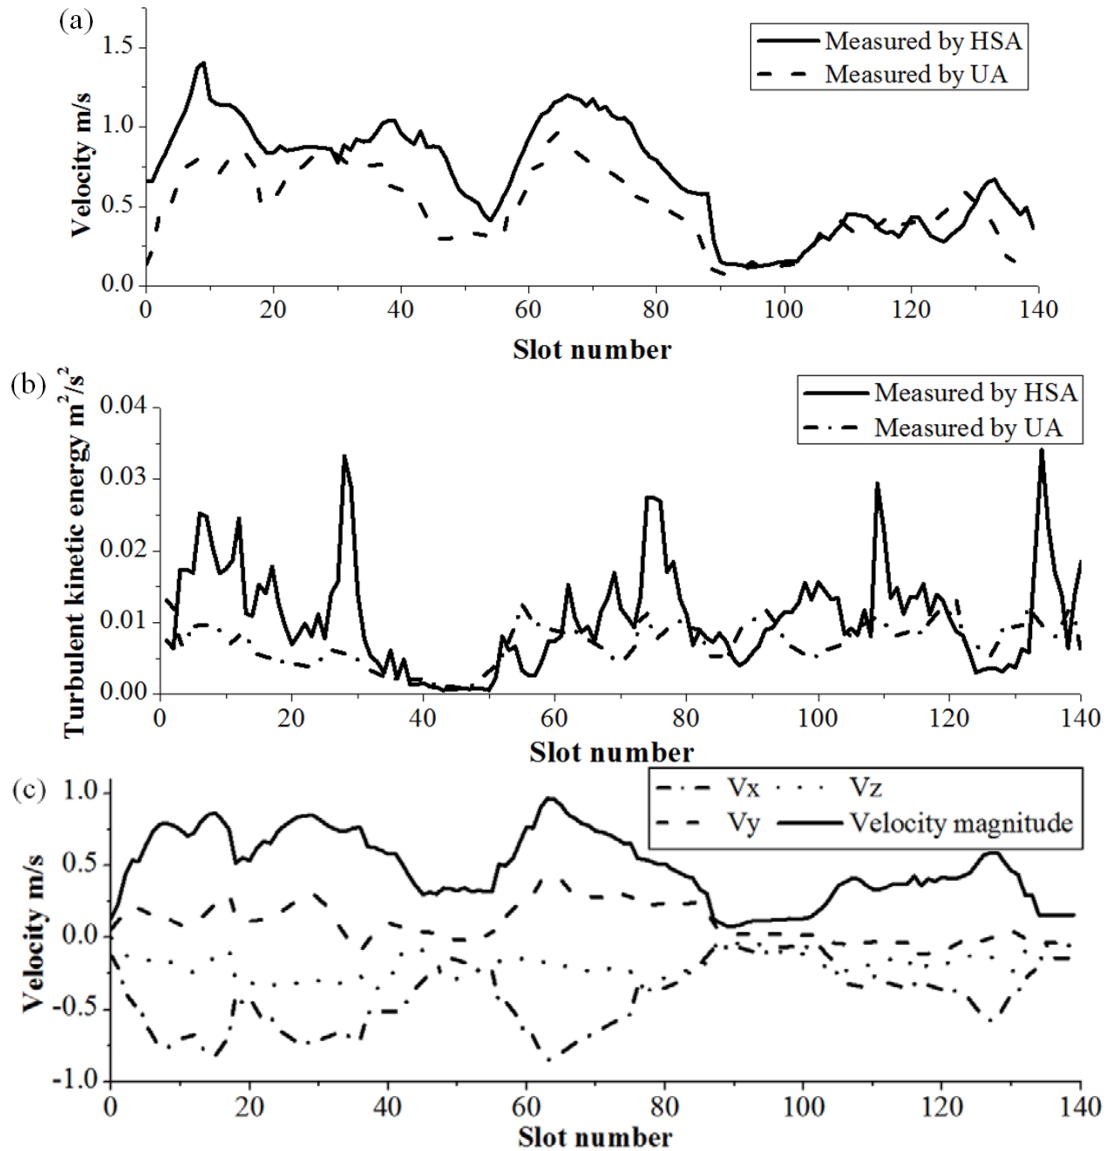 (a)
Measured by HSA
Measured by UA
Velocity m/s
1.5
1.0
0.5
0.0
0 20 40 60 80 100 120 140
Slot number
(b)
Measured by HSA
Measured by UA
Turbulent kinetic energy m²/s²
0.04
0.03
0.02
0.01
0.00
0 20 40 60 80 100 120 140
Slot number
(c)
Vx Vz
Vy Velocity magnitude
Velocity m/s
1.0
0.5
0.0
-0.5
-1.0
0 20 40 60 80 100 120 140
Slot number